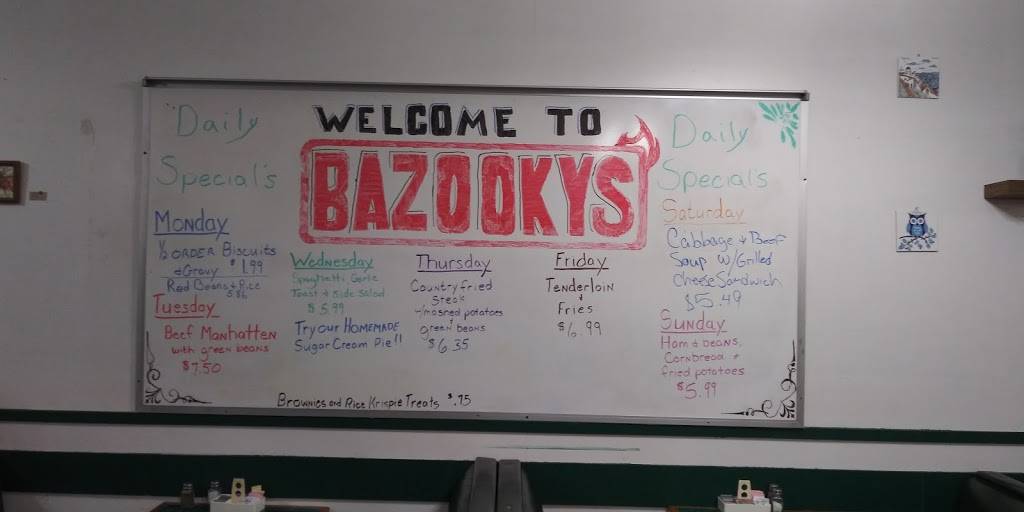 Daily
Special's
WELCOME TO
BAZOOKYS
Daily
Specials
Monday
½ ORDER Biscuits
& Gravy $1.99
Red Beans & Rice
5.86
Tuesday
Beef Manhatten
with green beans
$7.50
Wednesday
Spaghetti Garlic
Toast & Side Salad
$5.99
Try our HOMEMADE
Sugar Cream Pie!!
Thursday
Country fried
Steak
w/mashed potatoes
green beans
$6.35
Friday
Tenderloin
&
Fries
$6.99
Saturday
Cabbage & Beef
Soup w/Grilled
Cheese Sandwich
$5.49
Sunday
Ham & beans,
Cornbread &
fried potatoes
$5.99
Brownies and Rice Krispie Treats $.75